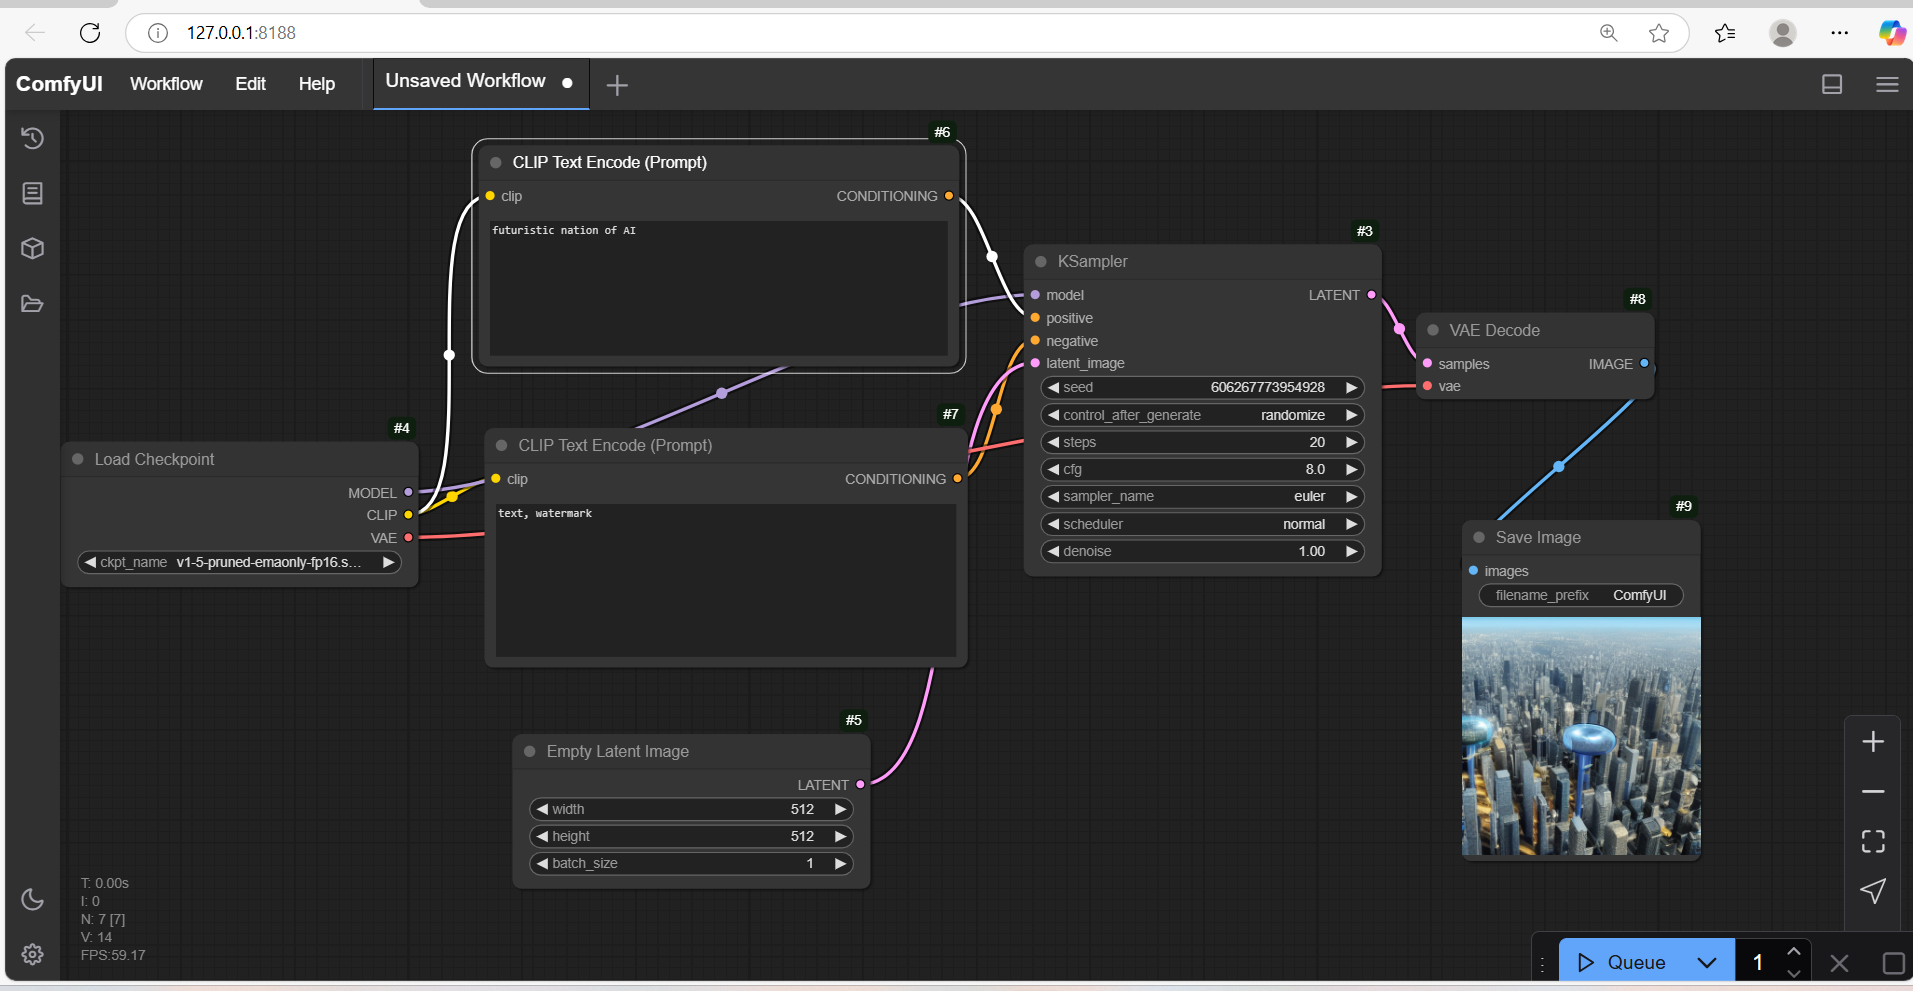 127.0.0.1:8188
ComfyUI Workflow Edit Help Unsaved Workflow
#6
CLIP Text Encode (Prompt)
clip CONDITIONING
futuristic nation of AI
#3
KSampler
model LATENT
positive
negative
latent_image
seed 606267773954928
control_after_generate randomize
steps 20
cfg 8.0
sampler_name euler
scheduler normal
denoise 1.00
#8
VAE Decode
samples IMAGE
vae
#4
Load Checkpoint
MODEL
CLIP
VAE
ckpt_name v1-5-pruned-emaonly-fp16.s...
#7
CLIP Text Encode (Prompt)
clip CONDITIONING
text, watermark
#9
Save Image
images
filename_prefix ComfyUI
#5
Empty Latent Image
LATENT
width 512
height 512
batch_size 1
T: 0.00s
I: 0
N: 7 [7]
V: 14
FPS:59.17
Queue 1